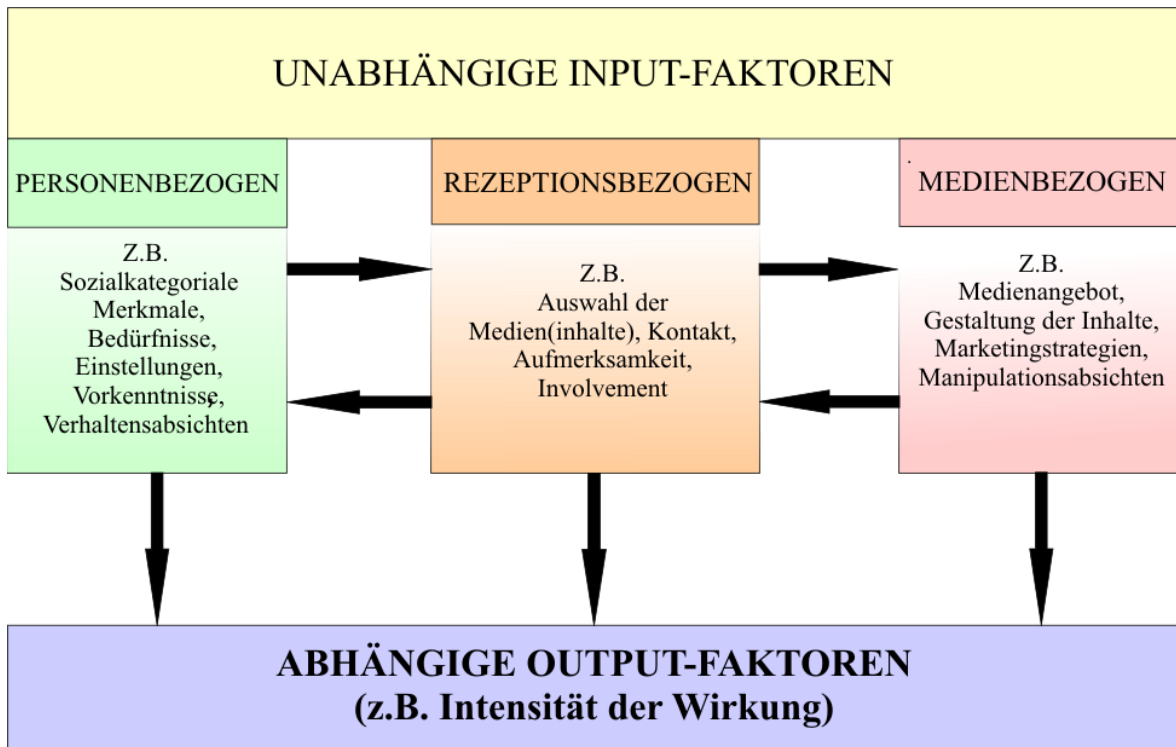 UNABHÄNGIGE INPUT-FAKTOREN
PERSONENBEZOGEN
Z.B.
Sozialkategoriale
Merkmale,
Bedürfnisse,
Einstellungen,
Vorkenntnisse,
Verhaltensabsichten
REZEPTIONSBEZOGEN
Z.B.
Auswahl der
Medien(inhalte), Kontakt,
Aufmerksamkeit,
Involvement
MEDIENBEZOGEN
Z.B.
Medienangebot,
Gestaltung der Inhalte,
Marketingstrategien,
Manipulationsabsichten
ABHÄNGIGE OUTPUT-FAKTOREN
(z.B. Intensität der Wirkung)